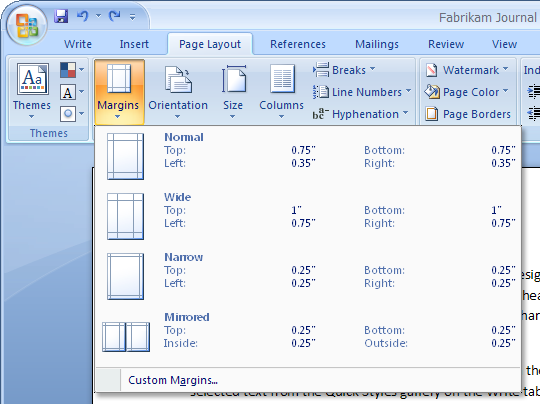 Fabrikam Journal
Write Insert Page Layout References Mailings Review View
Themes Margins Orientation Size Columns Breaks Line Numbers Hyphenation Watermark Page Color Page Borders Ind
Aa A bc
Themes
Normal
Top: 0.75" Bottom: 0.75"
Left: 0.35" Right: 0.35"
Wide
Top: 1" Bottom: 1"
Left: 0.75" Right: 0.75"
Narrow
Top: 0.25" Bottom: 0.25"
Left: 0.25" Right: 0.25"
Mirrored
Top: 0.25" Bottom: 0.25"
Inside: 0.25" Outside: 0.25"
Custom Margins...
selected text from the Quick Styles gallery on the Write tab